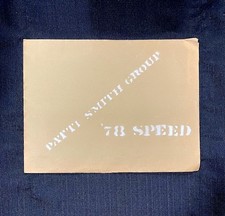 PATTI SMITH GROUP
'78 SPEED